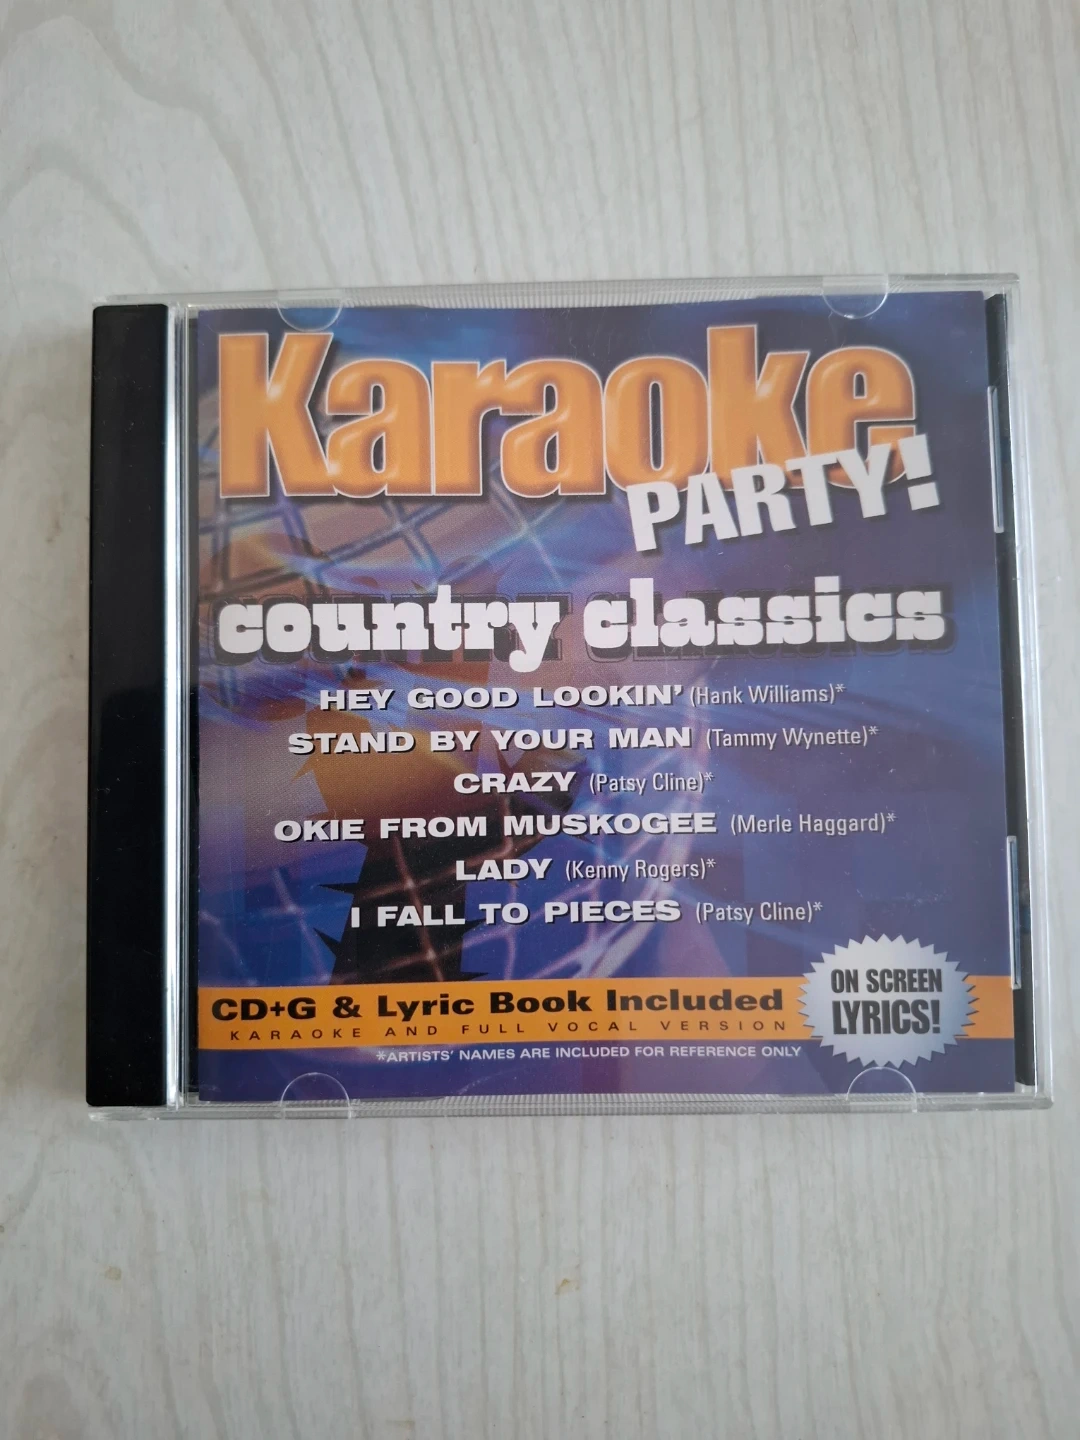 Karaoke
PARTY!
country classics
HEY GOOD LOOKIN' (Hank Williams)*
STAND BY YOUR MAN (Tammy Wynette)*
CRAZY (Patsy Cline)*
OKIE FROM MUSKOGEE (Merle Haggard)*
LADY (Kenny Rogers)*
I FALL TO PIECES (Patsy Cline)*
CD+G & Lyric Book Included
KARAOKE AND FULL VOCAL VERSION
*ARTISTS' NAMES ARE INCLUDED FOR REFERENCE ONLY
ON SCREEN
LYRICS!